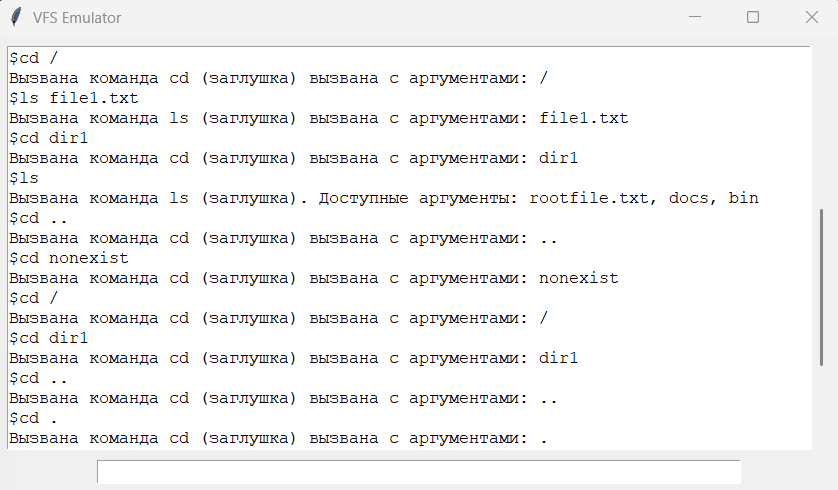 VFS Emulator
$cd /
Вызвана команда cd (заглушка) вызвана с аргументами: /
$ls file1.txt
Вызвана команда ls (заглушка) вызвана с аргументами: file1.txt
$cd dir1
Вызвана команда cd (заглушка) вызвана с аргументами: dir1
$ls
Вызвана команда ls (заглушка). Доступные аргументы: rootfile.txt, docs, bin
$cd ..
Вызвана команда cd (заглушка) вызвана с аргументами: ..
$cd nonexist
Вызвана команда cd (заглушка) вызвана с аргументами: nonexist
$cd /
Вызвана команда cd (заглушка) вызвана с аргументами: /
$cd dir1
Вызвана команда cd (заглушка) вызвана с аргументами: dir1
$cd ..
Вызвана команда cd (заглушка) вызвана с аргументами: ..
$cd .
Вызвана команда cd (заглушка) вызвана с аргументами: .